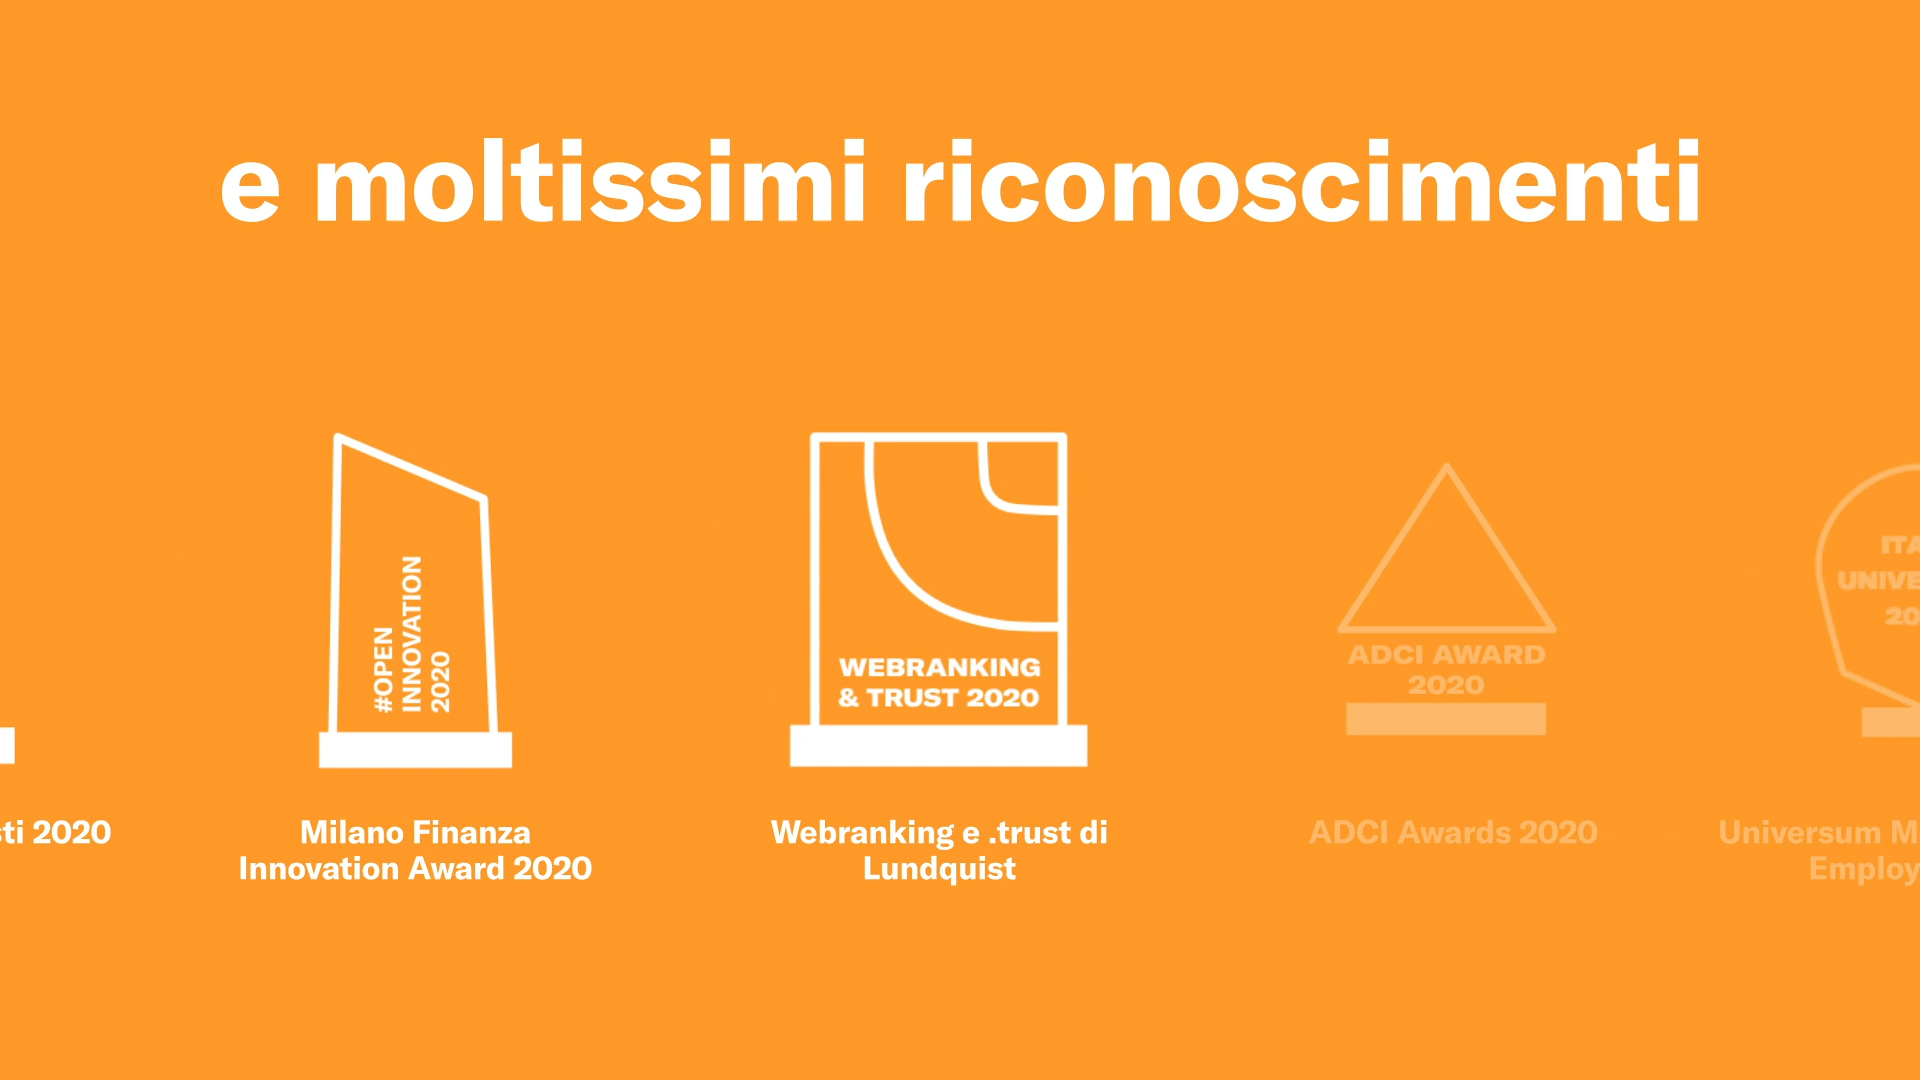 e moltissimi riconoscimenti
#OPEN
INNOVATION
2020
WEBRANKING
& TRUST 2020
ADCI AWARD
2020
2020
Milano Finanza
Innovation Award 2020
Webranking e .trust di
Lundquist
ADCI Awards 2020
Universum